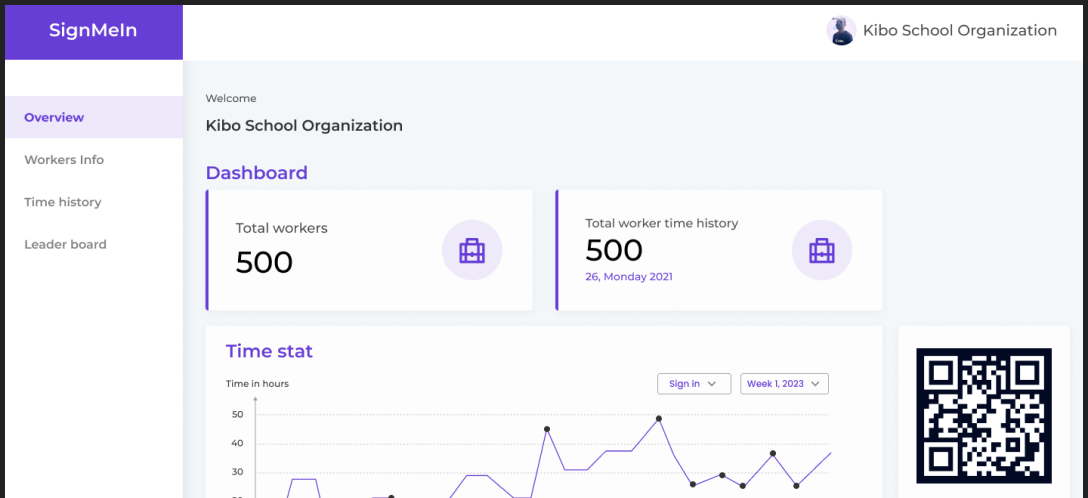 SignMeIn
Kibo School Organization
Overview
Workers Info
Time history
Leader board
Welcome
Kibo School Organization
Dashboard
Total workers
500
Total worker time history
500
26, Monday 2021
Time stat
Time in hours
Sign in
Week 1, 2023
50
40
30